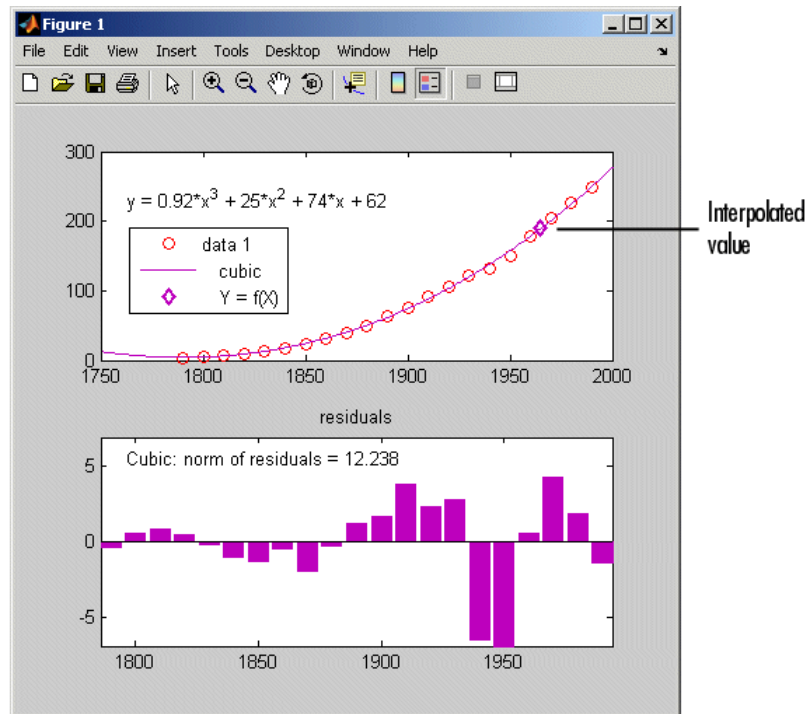 Figure 1
File Edit View Insert Tools Desktop Window Help
300
y = 0.92*x³ + 25*x² + 74*x + 62
200
data 1
cubic
Y = f(X)
100
0
1750 1800 1850 1900 1950 2000
Interpolated
value
residuals
Cubic: norm of residuals = 12.238
5
0
-5
1800 1850 1900 1950